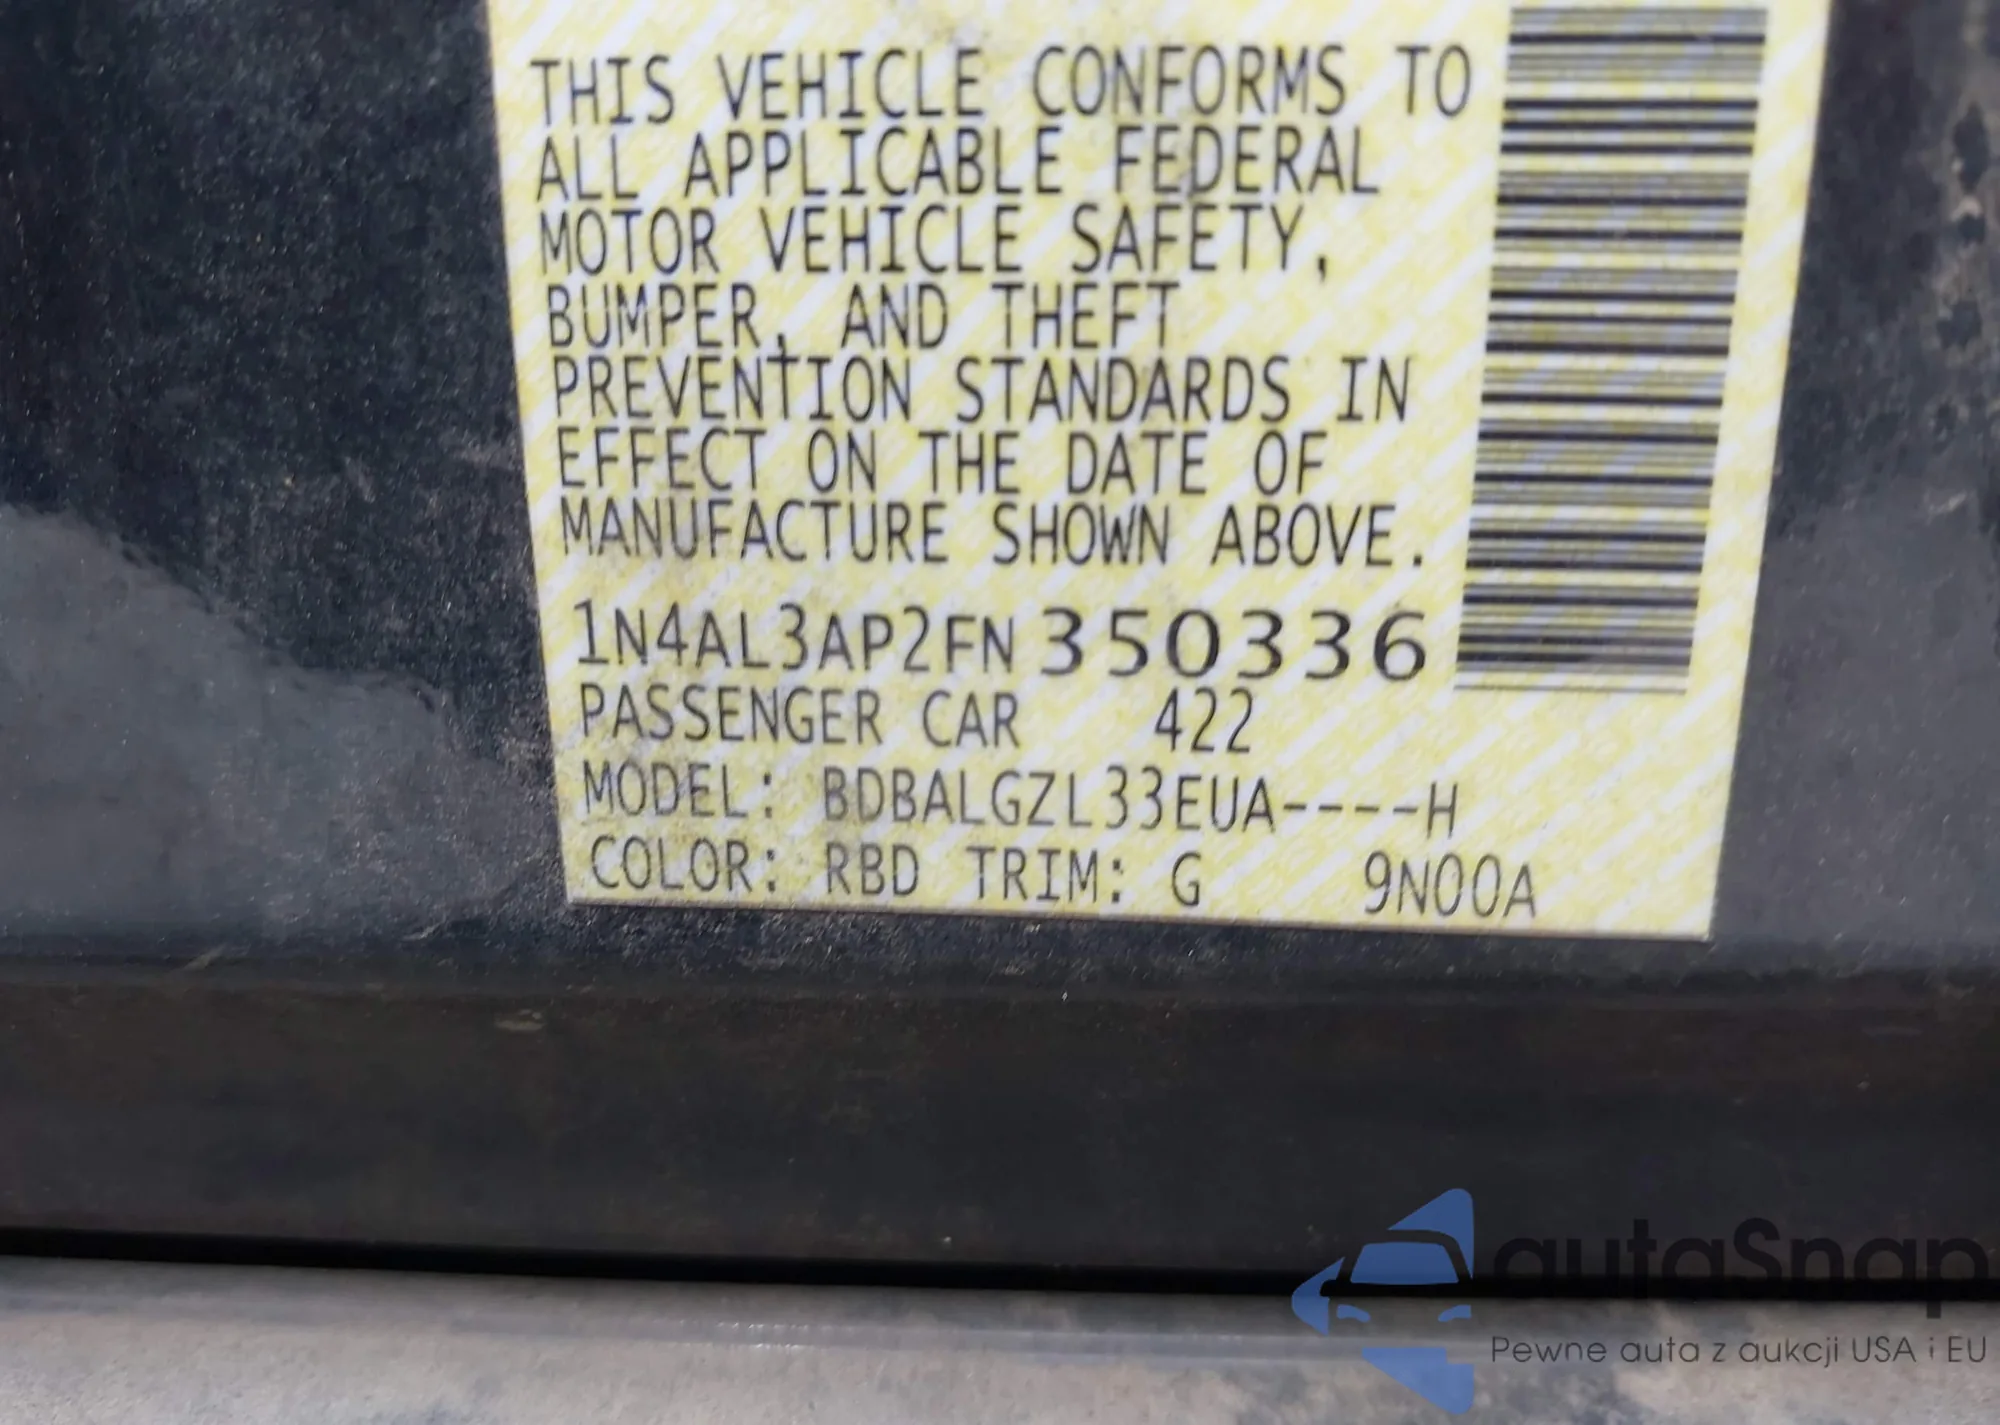 THIS VEHICLE CONFORMS TO
ALL APPLICABLE FEDERAL
MOTOR VEHICLE SAFETY,
BUMPER, AND THEFT
PREVENTION STANDARDS IN
EFFECT ON THE DATE OF
MANUFACTURE SHOWN ABOVE.
1N4AL3AP2FN350336
PASSENGER CAR 422
MODEL: BDBALGZL33EUA----H
COLOR: RBD TRIM: G 9N00A
autaSnap
Pewne auta z aukcji USA i EU